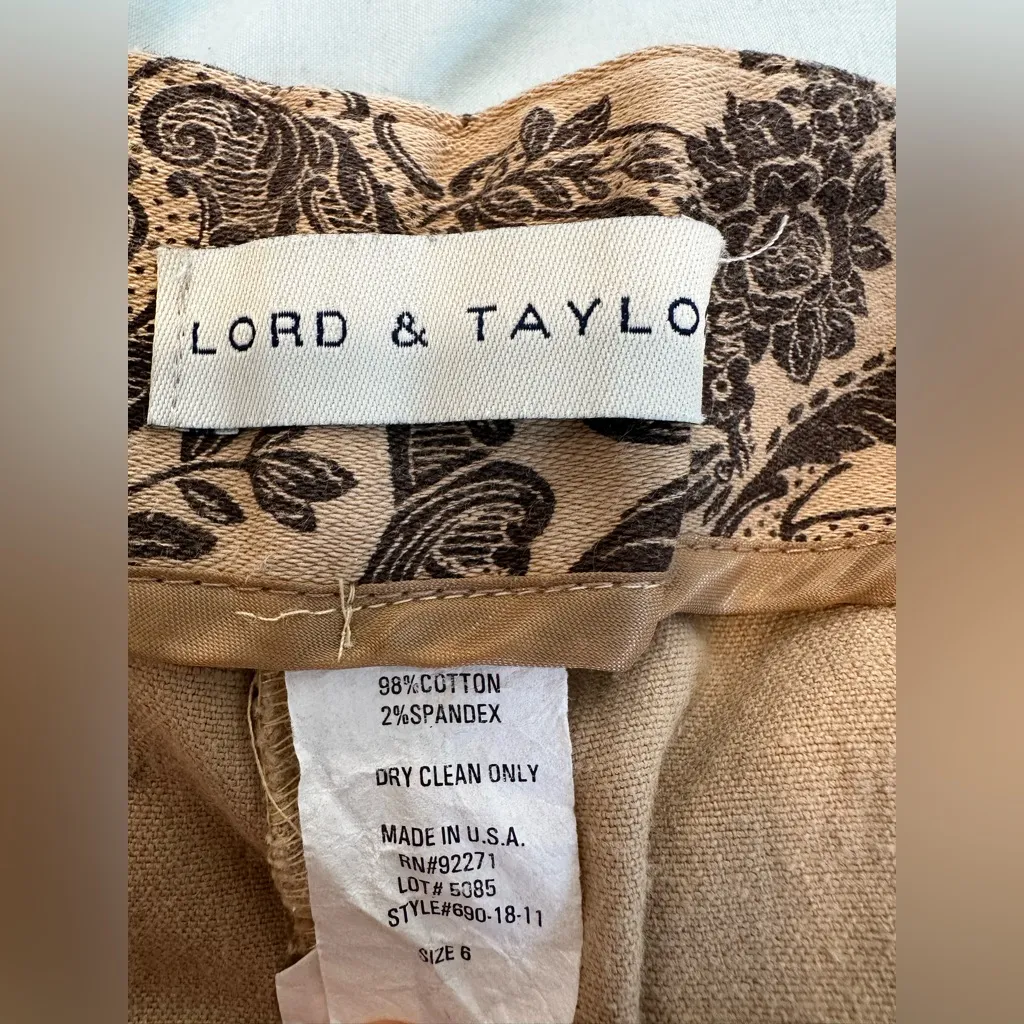 LORD & TAYLO
98%COTTON
2%SPANDEX
DRY CLEAN ONLY
MADE IN U.S.A.
RN#92271
LOT# 5085
STYLE#690-18-11
SIZE 6